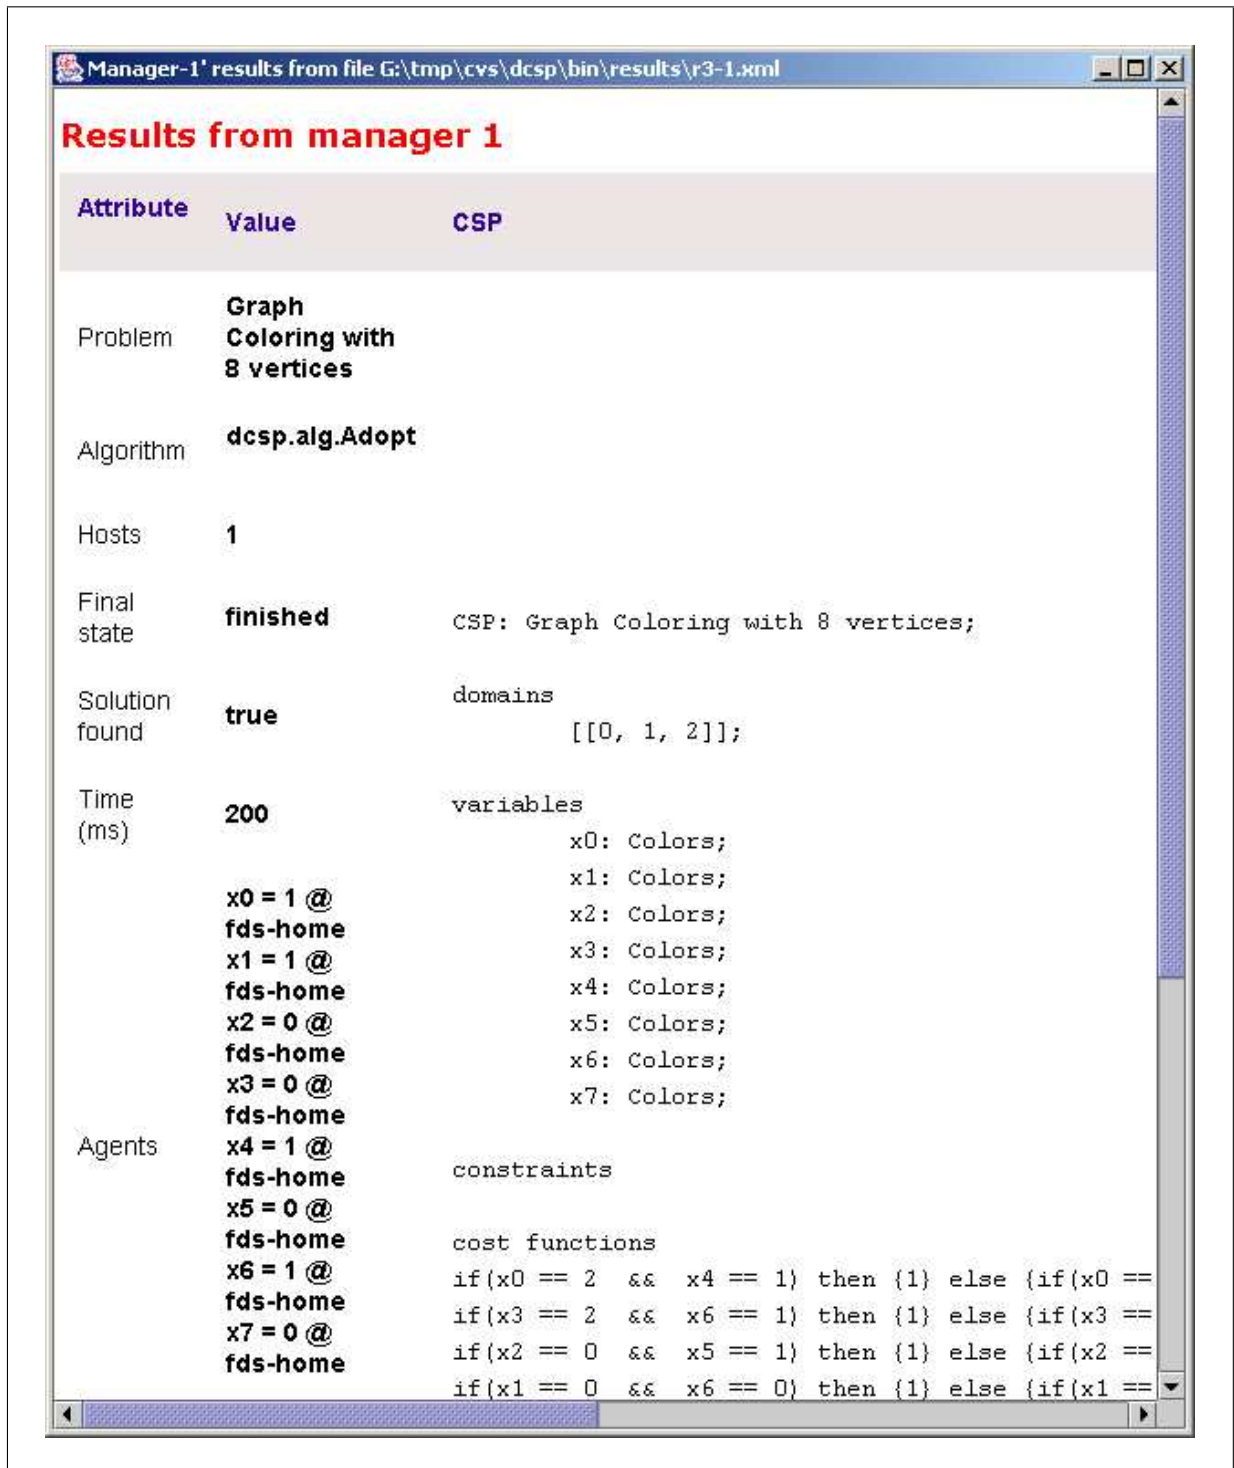 Manager-1' results from file G:\tmp\cvs\dcsp\bin\results\r3-1.xml
Results from manager 1
Attribute Value CSP
Problem Graph
Coloring with
8 vertices
Algorithm dcsp.alg.Adopt
Hosts 1
Final
state finished
Solution
found true
Time
(ms) 200
Agents
x0 = 1 @
fds-home
x1 = 1 @
fds-home
x2 = 0 @
fds-home
x3 = 0 @
fds-home
x4 = 1 @
fds-home
x5 = 0 @
fds-home
x6 = 1 @
fds-home
x7 = 0 @
fds-home
CSP: Graph Coloring with 8 vertices;
domains
[[0, 1, 2]];
variables
x0: Colors;
x1: Colors;
x2: Colors;
x3: Colors;
x4: Colors;
x5: Colors;
x6: Colors;
x7: Colors;
constraints
cost functions
if(x0 == 2 && x4 == 1) then {1} else {if(x0 ==
if(x3 == 2 && x6 == 1) then {1} else {if(x3 ==
if(x2 == 0 && x5 == 1) then {1} else {if(x2 ==
if(x1 == 0 && x6 == 0) then {1} else {if(x1 ==